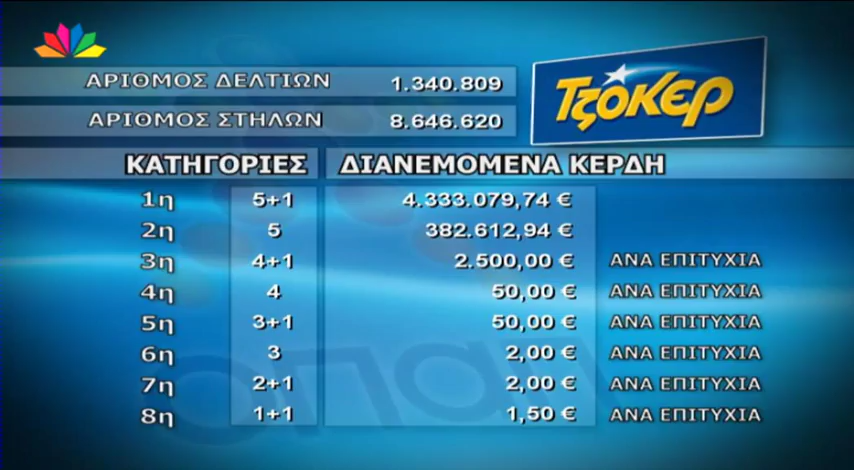 ΑΡΙΘΜΟΣ ΔΕΛΤΙΩΝ 1.340.809
ΤζΟΚΕΡ
ΑΡΙΘΜΟΣ ΣΤΗΛΩΝ 8.646.620
ΚΑΤΗΓΟΡΙΕΣ ΔΙΑΝΕΜΟΜΕΝΑ ΚΕΡΔΗ
1η 5+1 4.333.079,74 €
2η 5 382.612,94 €
3η 4+1 2.500,00 € ΑΝΑ ΕΠΙΤΥΧΙΑ
4η 4 50,00 € ΑΝΑ ΕΠΙΤΥΧΙΑ
5η 3+1 50,00 € ΑΝΑ ΕΠΙΤΥΧΙΑ
6η 3 2,00 € ΑΝΑ ΕΠΙΤΥΧΙΑ
7η 2+1 2,00 € ΑΝΑ ΕΠΙΤΥΧΙΑ
8η 1+1 1,50 € ΑΝΑ ΕΠΙΤΥΧΙΑ
οπαπ